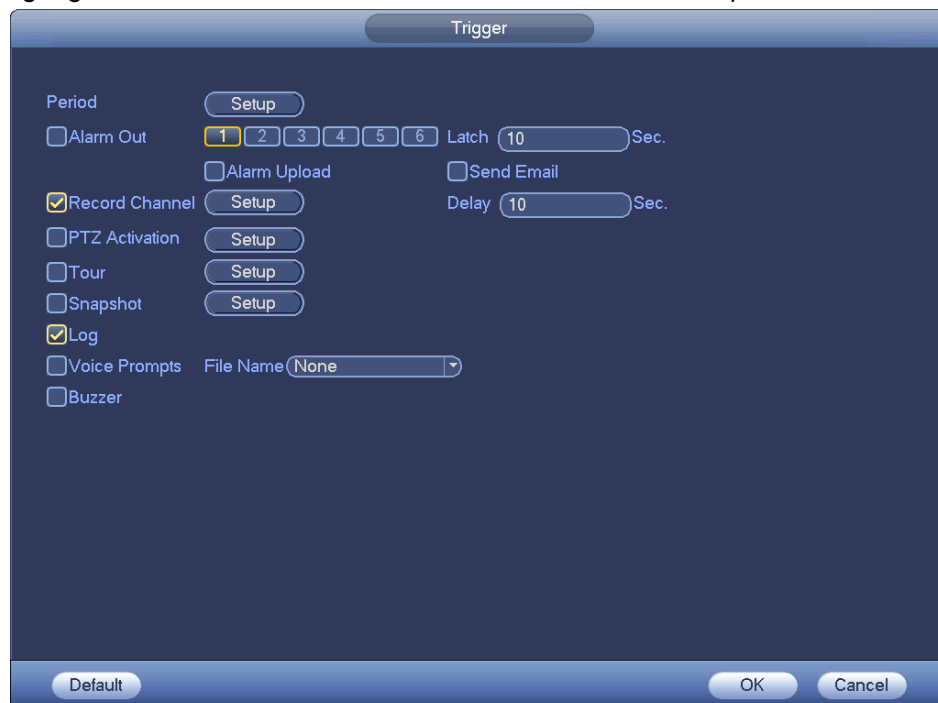 Trigger
Period Setup
Alarm Out 1 2 3 4 5 6 Latch 10 Sec.
Alarm Upload Send Email
Record Channel Setup Delay 10 Sec.
PTZ Activation Setup
Tour Setup
Snapshot Setup
Log
Voice Prompts File Name None
Buzzer
Default OK Cancel